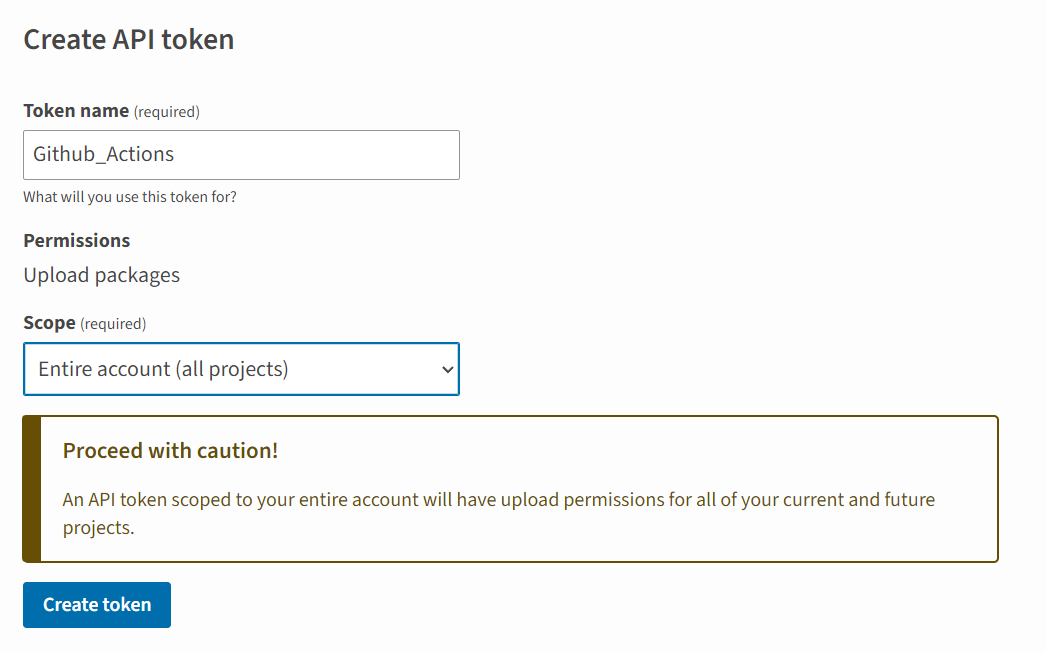 Create API token
Token name (required)
Github_Actions
What will you use this token for?
Permissions
Upload packages
Scope (required)
Entire account (all projects)
Proceed with caution!
An API token scoped to your entire account will have upload permissions for all of your current and future
projects.
Create token